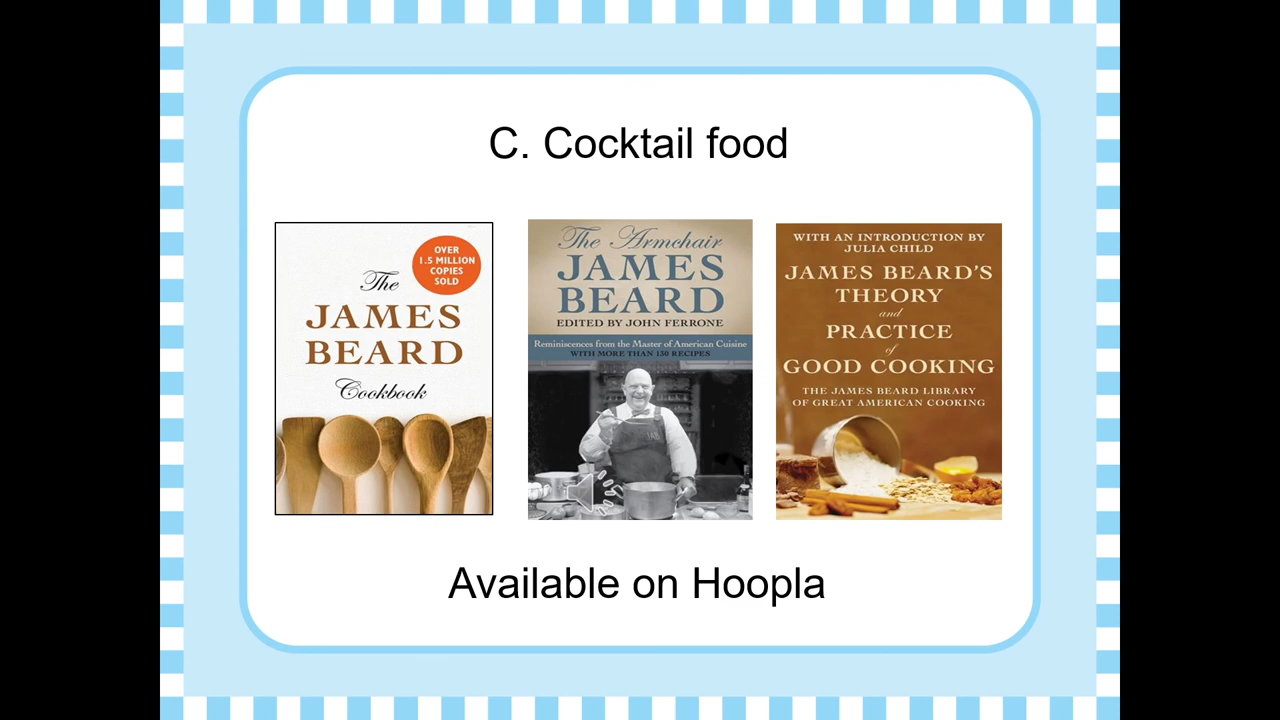 C. Cocktail food
OVER
1.5 MILLION
COPIES
SOLD
The
JAMES
BEARD
Cookbook
The Armchair
JAMES
BEARD
EDITED BY JOHN FERRONE
Reminiscences from the Master of American Cuisine
WITH MORE THAN 150 RECIPES
WITH AN INTRODUCTION BY
JULIA CHILD
JAMES BEARD'S
THEORY
and
PRACTICE
of
GOOD COOKING
THE JAMES BEARD LIBRARY
OF GREAT AMERICAN COOKING
Available on Hoopla